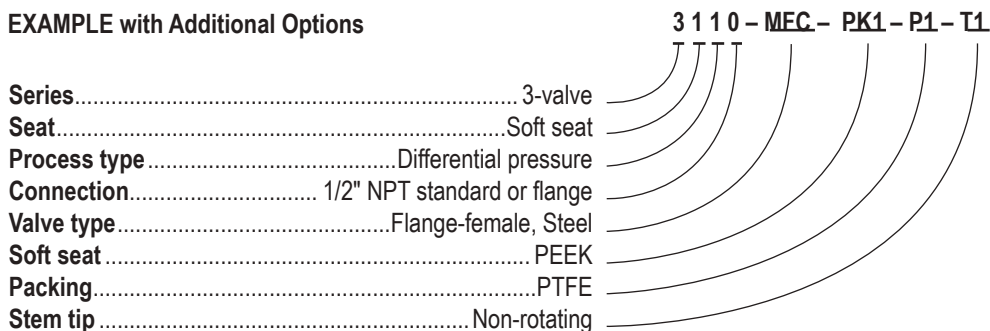 EXAMPLE with Additional Options 3 1 1 0 – MFC – PK1 – P1 – T1
Series........................................................................ 3-valve
Seat.........................................................................Soft seat
Process type........................................Differential pressure
Connection.............................. 1/2" NPT standard or flange
Valve type............................................Flange-female, Steel
Soft seat..................................................................... PEEK
Packing........................................................................PTFE
Stem tip............................................................ Non-rotating